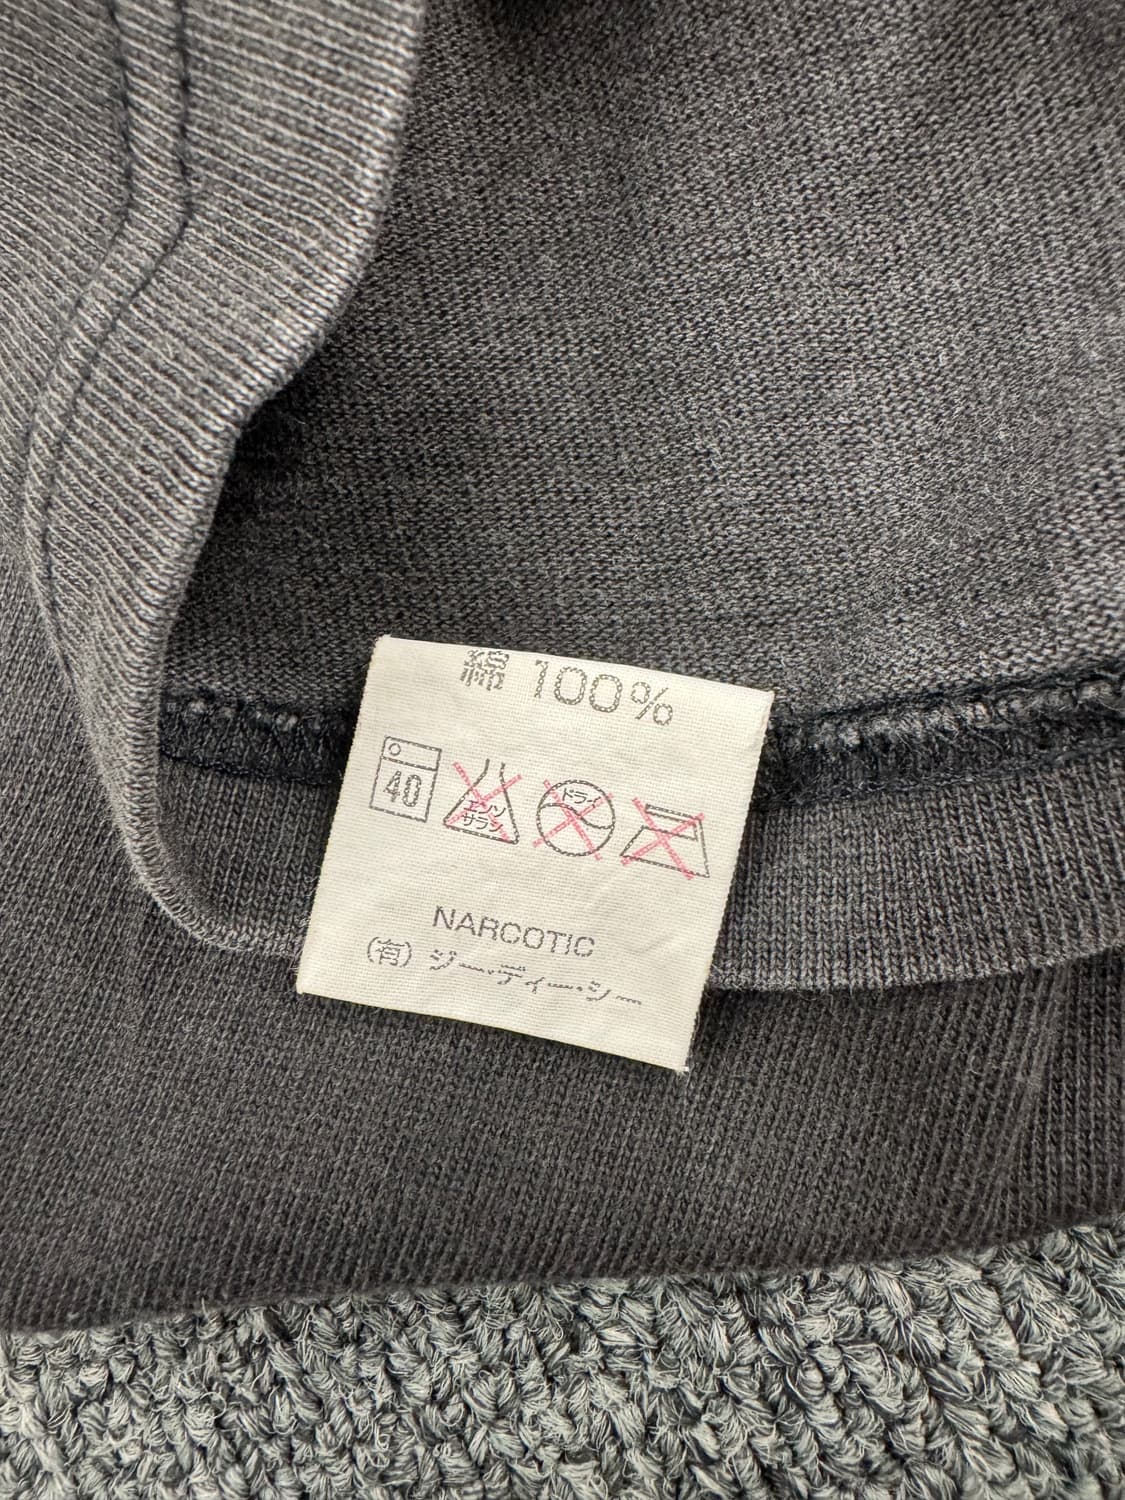 綿 100%
40
エンソ
サラシ
ドライ
NARCOTIC
(有) ジー・ディー・シー